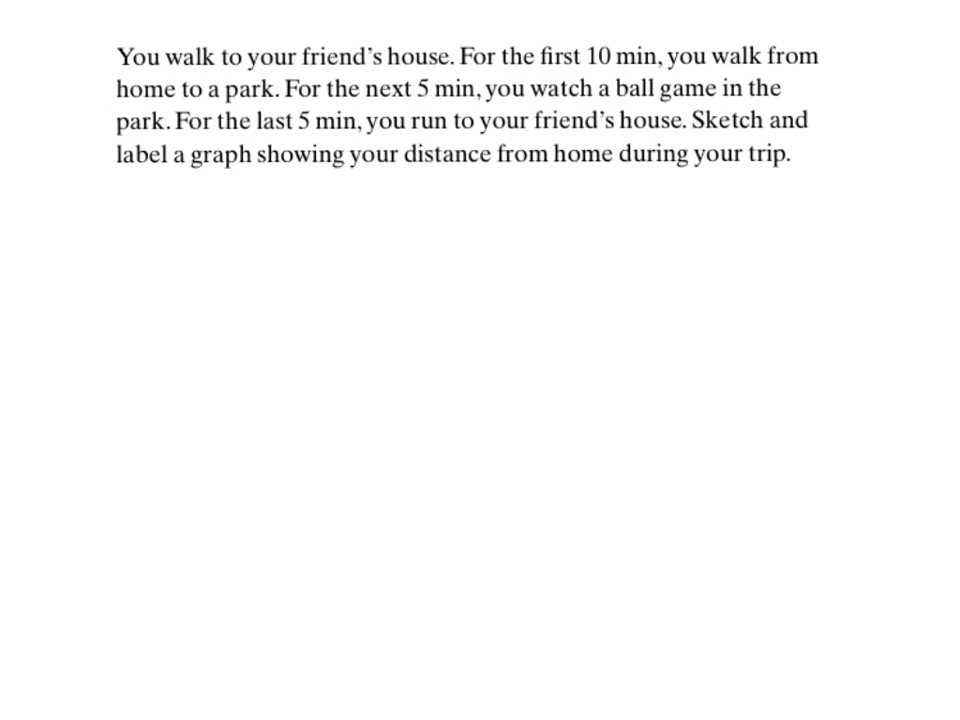 You walk to your friend’s house. For the first 10 min, you walk from
home to a park. For the next 5 min, you watch a ball game in the
park. For the last 5 min, you run to your friend’s house. Sketch and
label a graph showing your distance from home during your trip.